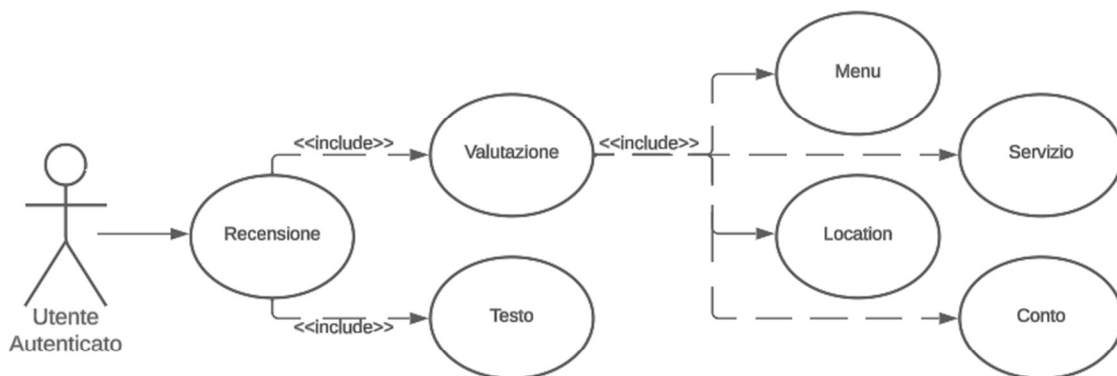 Menu
<<include>>
Valutazione
<<include>>
Servizio
Recensione
Location
Utente
Autenticato
<<include>>
Testo
Conto